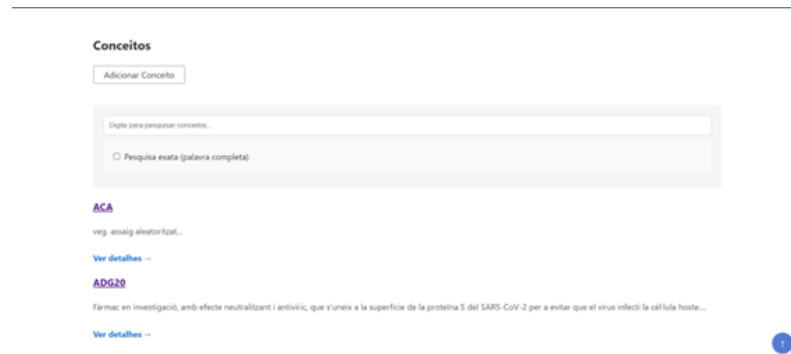 Conceitos
Adicionar Conceito
Digite para pesquisar conceitos...
Pesquisa exata (palavra completa)
ACA
veg. assaig aleatoritzat...
Ver detalhes →
ADG20
Fàrmac en investigació, amb efecte neutralitzant i antivíric, que s'uneix a la superfície de la proteïna S del SARS-CoV-2 per a evitar que el virus infecti la cèl·lula hoste....
Ver detalhes →
↑